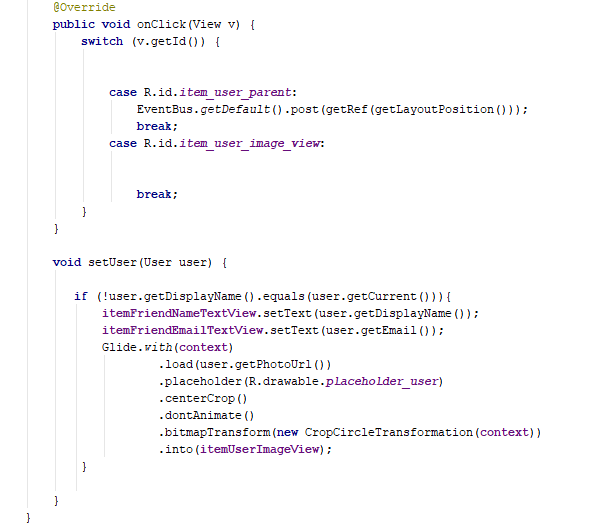 @Override
public void onClick(View v) {
switch (v.getId()) {
case R.id.item_user_parent:
EventBus.getDefault().post(getRef(getLayoutPosition()));
break;
case R.id.item_user_image_view:
break;
}
}
void setUser(User user) {
if (!user.getDisplayName().equals(user.getCurrent())){
itemFriendNameTextView.setText(user.getDisplayName());
itemFriendEmailTextView.setText(user.getEmail());
Glide.with(context)
.load(user.getPhotoUrl())
.placeholder(R.drawable.placeholder_user)
.centerCrop()
.dontAnimate()
.bitmapTransform(new CropCircleTransformation(context))
.into(itemUserImageView);
}
}
}